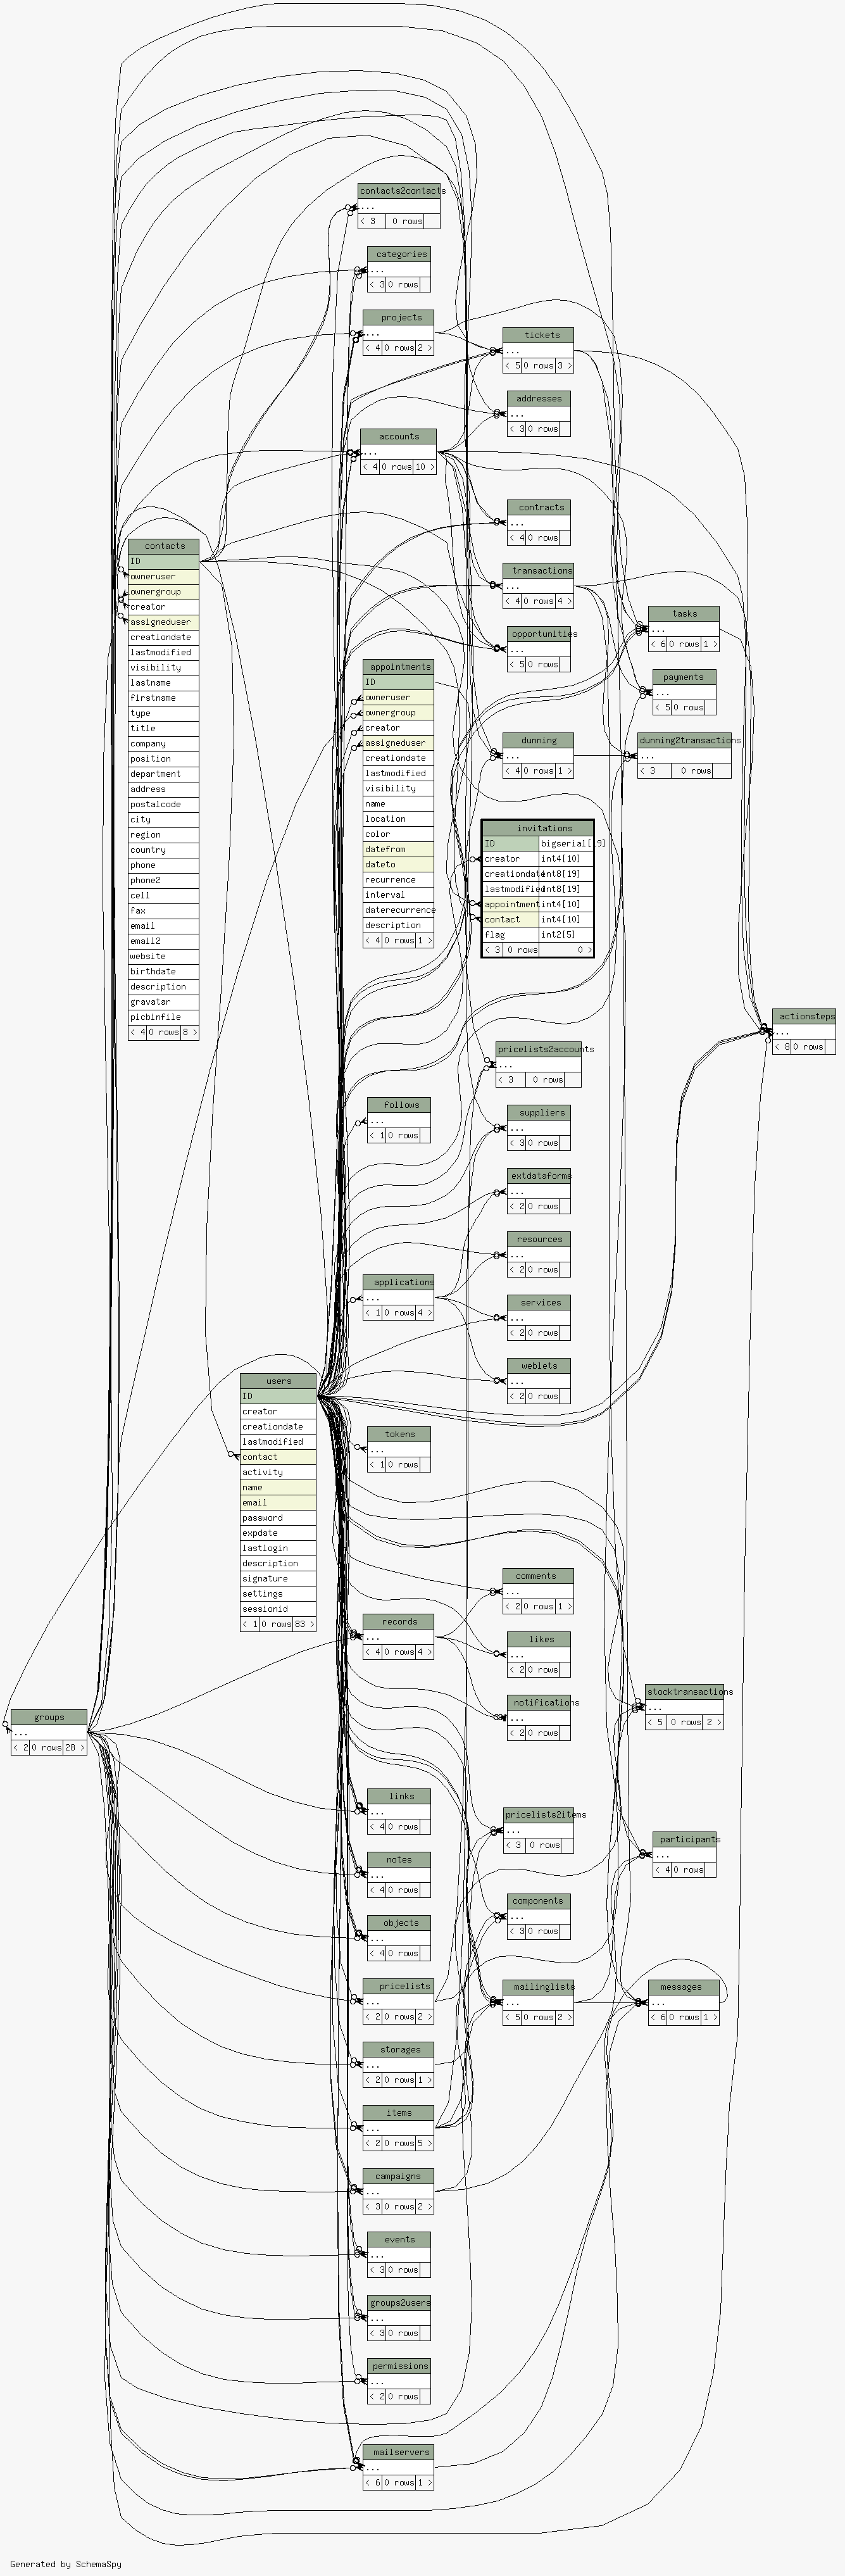 contacts2contacts
...
< 3 0 rows
categories
...
< 3 0 rows
projects
...
< 4 0 rows 2 >
tickets
...
< 5 0 rows 3 >
addresses
...
< 3 0 rows
accounts
...
< 4 0 rows 10 >
contracts
...
< 4 0 rows
contacts
ID
owneruser
ownergroup
creator
assigneduser
creationdate
lastmodified
visibility
lastname
firstname
type
title
company
position
department
address
postalcode
city
region
country
phone
phone2
cell
fax
email
email2
website
birthdate
description
gravatar
picbinfile
< 4 0 rows 8 >
transactions
...
< 4 0 rows 4 >
tasks
...
< 6 0 rows 1 >
opportunities
...
< 5 0 rows
appointments
ID
owneruser
ownergroup
creator
assigneduser
creationdate
lastmodified
visibility
name
location
color
datefrom
dateto
recurrence
interval
daterecurrence
description
< 4 0 rows 1 >
payments
...
< 5 0 rows
dunning
...
< 4 0 rows 1 >
dunning2transactions
...
< 3 0 rows
invitations
ID bigserial[19]
creator int4[10]
creationdate int8[19]
lastmodified int8[19]
appointment int4[10]
contact int4[10]
flag int2[5]
< 3 0 rows 0 >
actionsteps
...
< 8 0 rows
pricelists2accounts
...
< 3 0 rows
follows
...
< 1 0 rows
suppliers
...
< 3 0 rows
extdataforms
...
< 2 0 rows
resources
...
< 2 0 rows
applications
...
< 1 0 rows 4 >
services
...
< 2 0 rows
weblets
...
< 2 0 rows
users
ID
creator
creationdate
lastmodified
contact
activity
name
email
password
expdate
lastlogin
description
signature
settings
sessionid
< 1 0 rows 83 >
tokens
...
< 1 0 rows
comments
...
< 2 0 rows 1 >
records
...
< 4 0 rows 4 >
likes
...
< 2 0 rows
stocktransactions
...
< 5 0 rows 2 >
notifications
...
< 2 0 rows
groups
...
< 2 0 rows 28 >
links
...
< 4 0 rows
pricelists2items
...
< 3 0 rows
participants
...
< 4 0 rows
notes
...
< 4 0 rows
components
...
< 3 0 rows
objects
...
< 4 0 rows
pricelists
...
< 2 0 rows 2 >
mailinglists
...
< 5 0 rows 2 >
messages
...
< 6 0 rows 1 >
storages
...
< 2 0 rows 1 >
items
...
< 2 0 rows 5 >
campaigns
...
< 3 0 rows 2 >
events
...
< 3 0 rows
groups2users
...
< 3 0 rows
permissions
...
< 2 0 rows
mailservers
...
< 6 0 rows 1 >
Generated by SchemaSpy